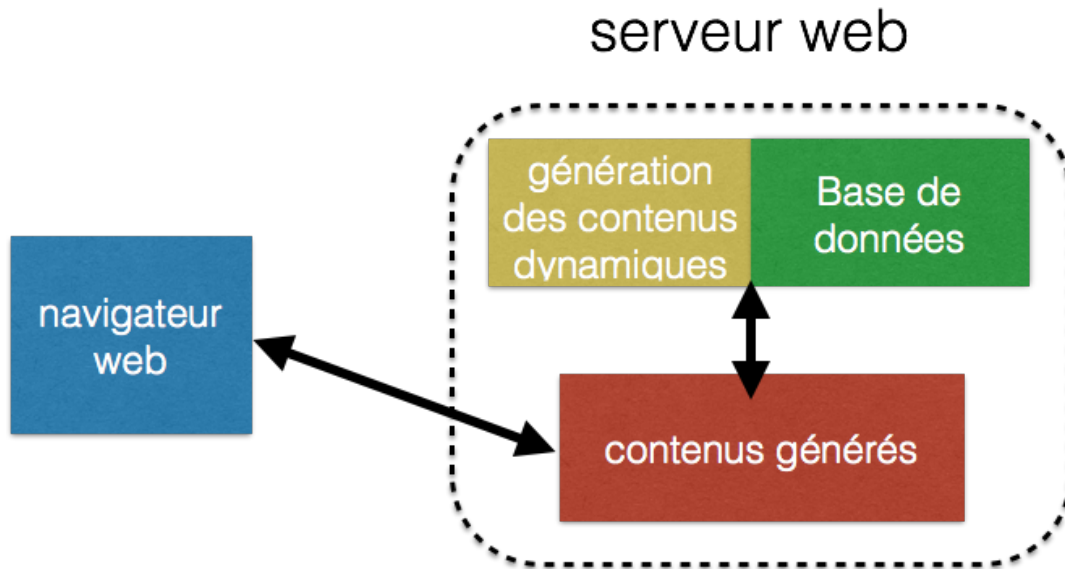 serveur web
génération
des contenus
dynamiques
Base de
données
navigateur
web
contenus générés